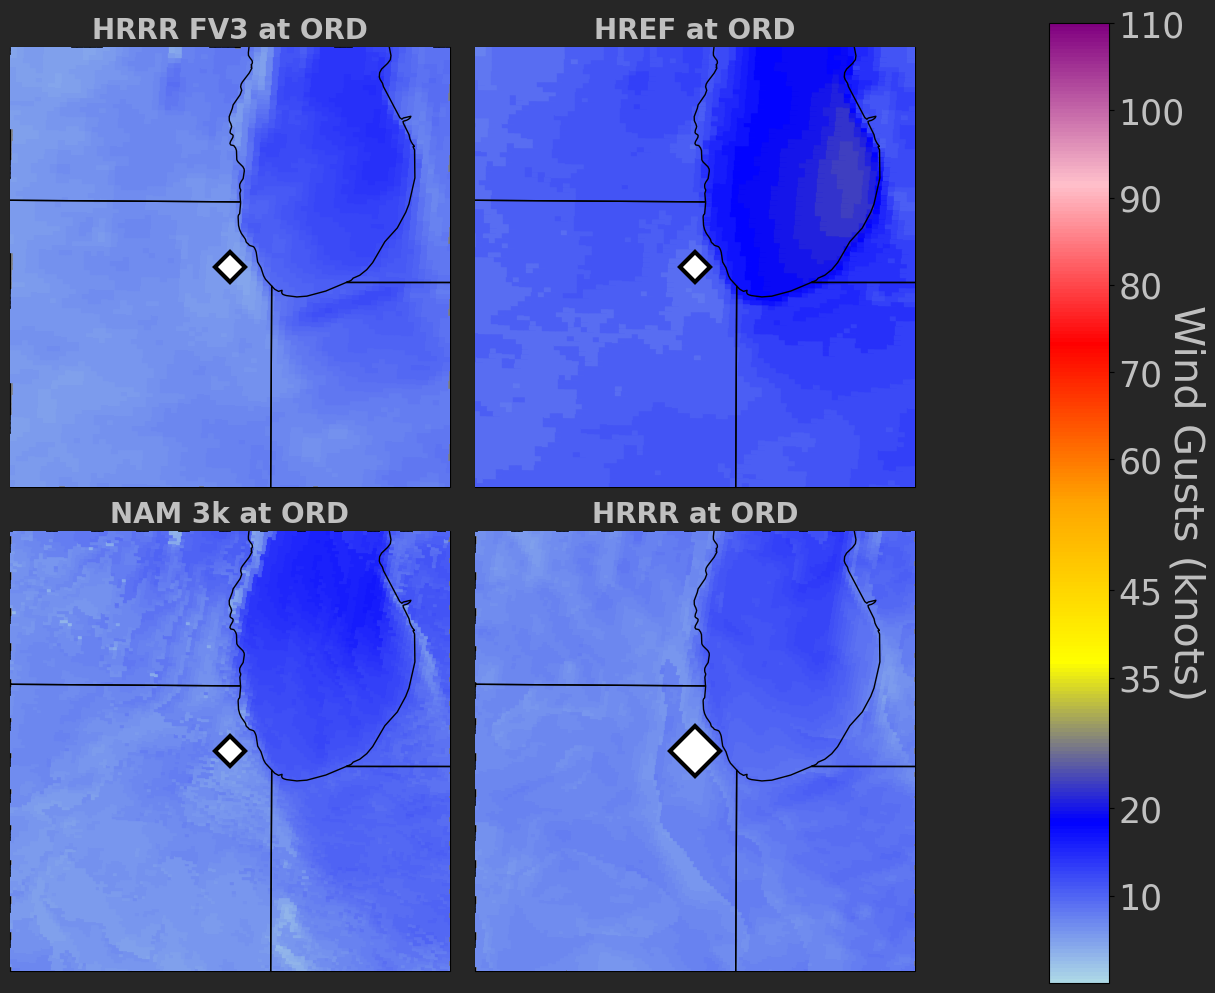 HRRR FV3 at ORD
HREF at ORD
NAM 3k at ORD
HRRR at ORD
110
100
90
80
70
60
45
35
20
10
Wind Gusts (knots)